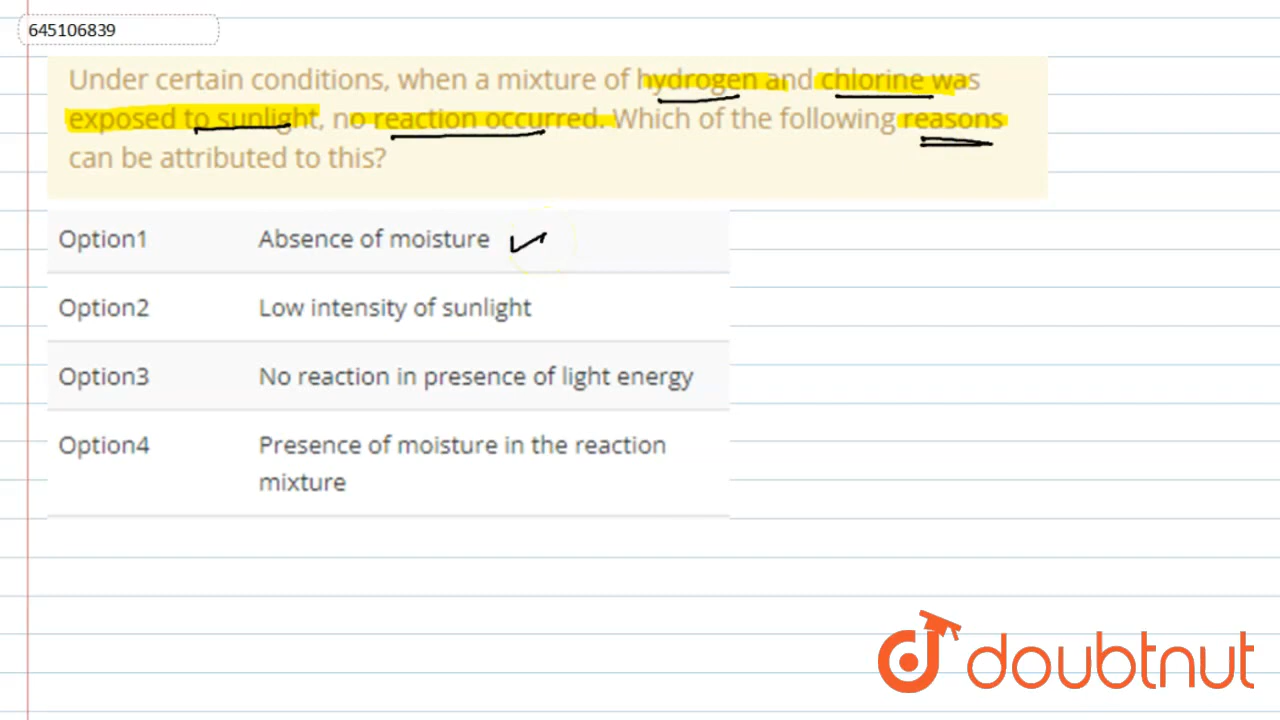 645106839
Under certain conditions, when a mixture of hydrogen and chlorine was
exposed to sunlight, no reaction occurred. Which of the following reasons
can be attributed to this?
Option1 Absence of moisture
Option2 Low intensity of sunlight
Option3 No reaction in presence of light energy
Option4 Presence of moisture in the reaction
mixture
doubtnut